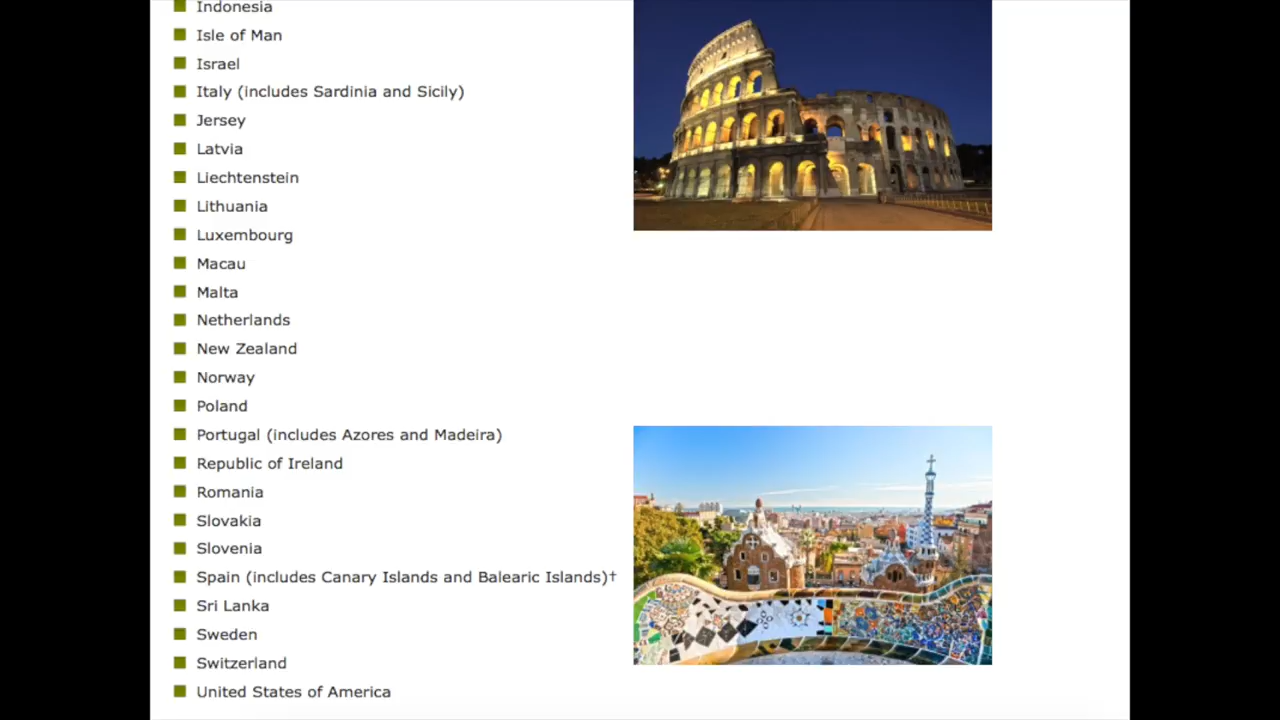 Indonesia
Isle of Man
Israel
Italy (includes Sardinia and Sicily)
Jersey
Latvia
Liechtenstein
Lithuania
Luxembourg
Macau
Malta
Netherlands
New Zealand
Norway
Poland
Portugal (includes Azores and Madeira)
Republic of Ireland
Romania
Slovakia
Slovenia
Spain (includes Canary Islands and Balearic Islands)†
Sri Lanka
Sweden
Switzerland
United States of America